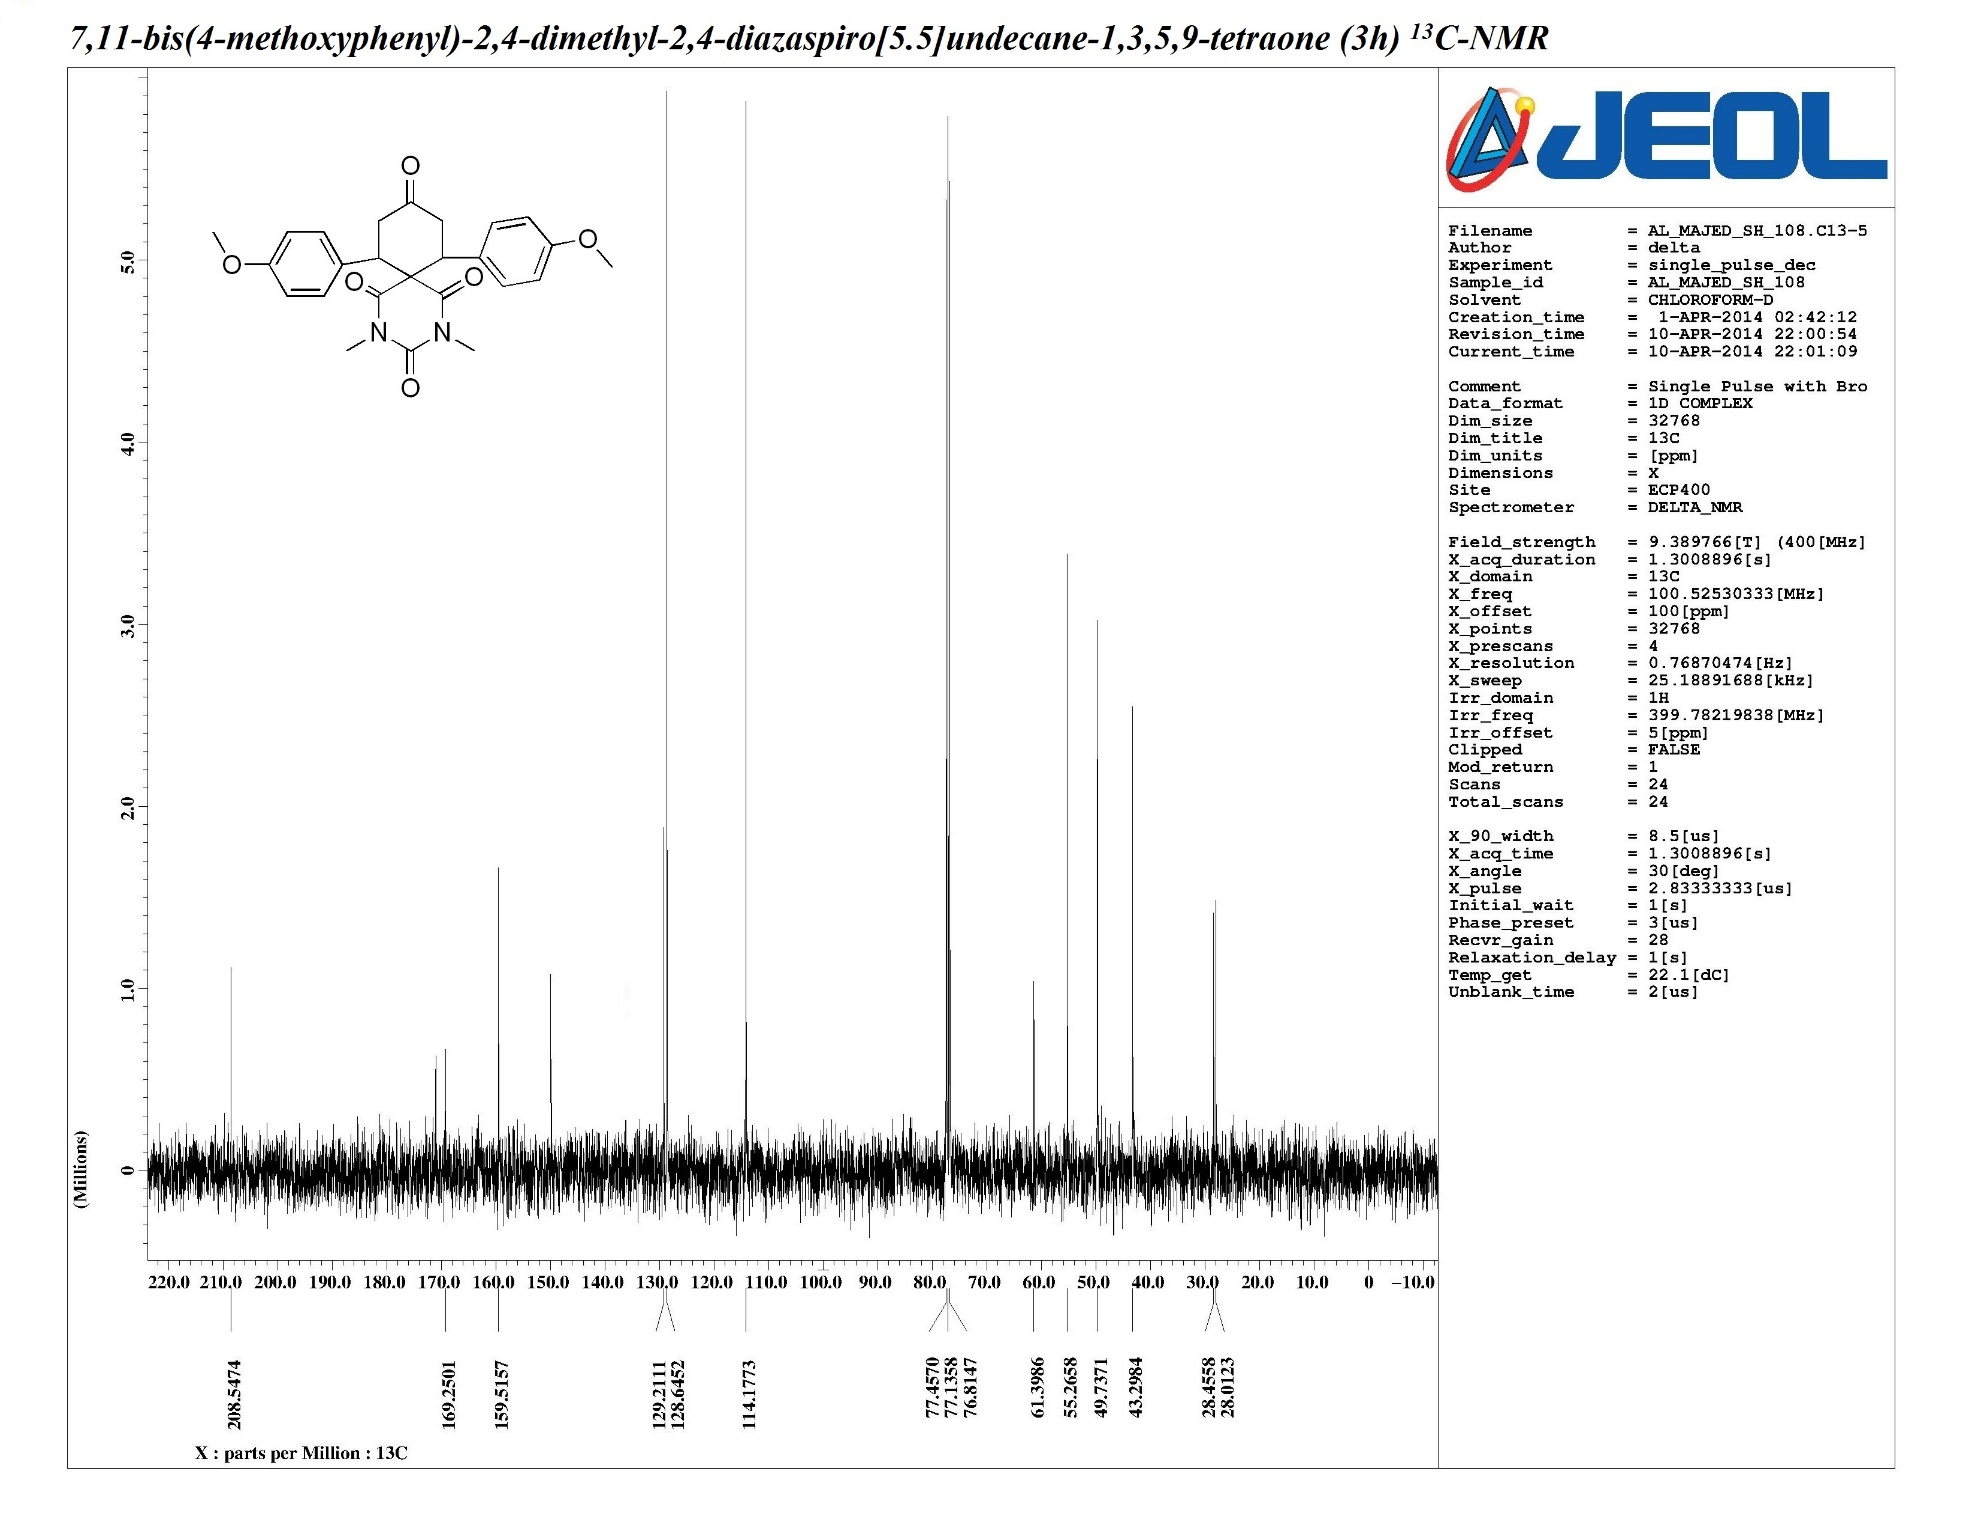 7,11-bis(4-methoxyphenyl)-2,4-dimethyl-2,4-diazaspiro[5.5]undecane-1,3,5,9-tetraone (3h) ¹³C-NMR
JEOL
O
O
O
O
O
N
N
O
5.0
4.0
3.0
2.0
1.0
0
(Millions)
220.0 210.0 200.0 190.0 180.0 170.0 160.0 150.0 140.0 130.0 120.0 110.0 100.0 90.0 80.0 70.0 60.0 50.0 40.0 30.0 20.0 10.0 0 −10.0
208.5474
169.2501
159.5157
129.2111
128.6452
114.1773
77.4570
77.1358
76.8147
61.3986
55.2658
49.7371
43.2984
28.4558
28.0123
X : parts per Million : 13C
Filename = AL_MAJED_SH_108.C13-5
Author = delta
Experiment = single_pulse_dec
Sample_id = AL_MAJED_SH_108
Solvent = CHLOROFORM-D
Creation_time = 1-APR-2014 02:42:12
Revision_time = 10-APR-2014 22:00:54
Current_time = 10-APR-2014 22:01:09
Comment = Single Pulse with Bro
Data_format = 1D COMPLEX
Dim_size = 32768
Dim_title = 13C
Dim_units = [ppm]
Dimensions = X
Site = ECP400
Spectrometer = DELTA_NMR
Field_strength = 9.389766[T] (400[MHz]
X_acq_duration = 1.3008896[s]
X_domain = 13C
X_freq = 100.52530333[MHz]
X_offset = 100[ppm]
X_points = 32768
X_prescans = 4
X_resolution = 0.76870474[Hz]
X_sweep = 25.18891688[kHz]
Irr_domain = 1H
Irr_freq = 399.78219838[MHz]
Irr_offset = 5[ppm]
Clipped = FALSE
Mod_return = 1
Scans = 24
Total_scans = 24
X_90_width = 8.5[us]
X_acq_time = 1.3008896[s]
X_angle = 30[deg]
X_pulse = 2.83333333[us]
Initial_wait = 1[s]
Phase_preset = 3[us]
Recvr_gain = 28
Relaxation_delay = 1[s]
Temp_get = 22.1[dC]
Unblank_time = 2[us]